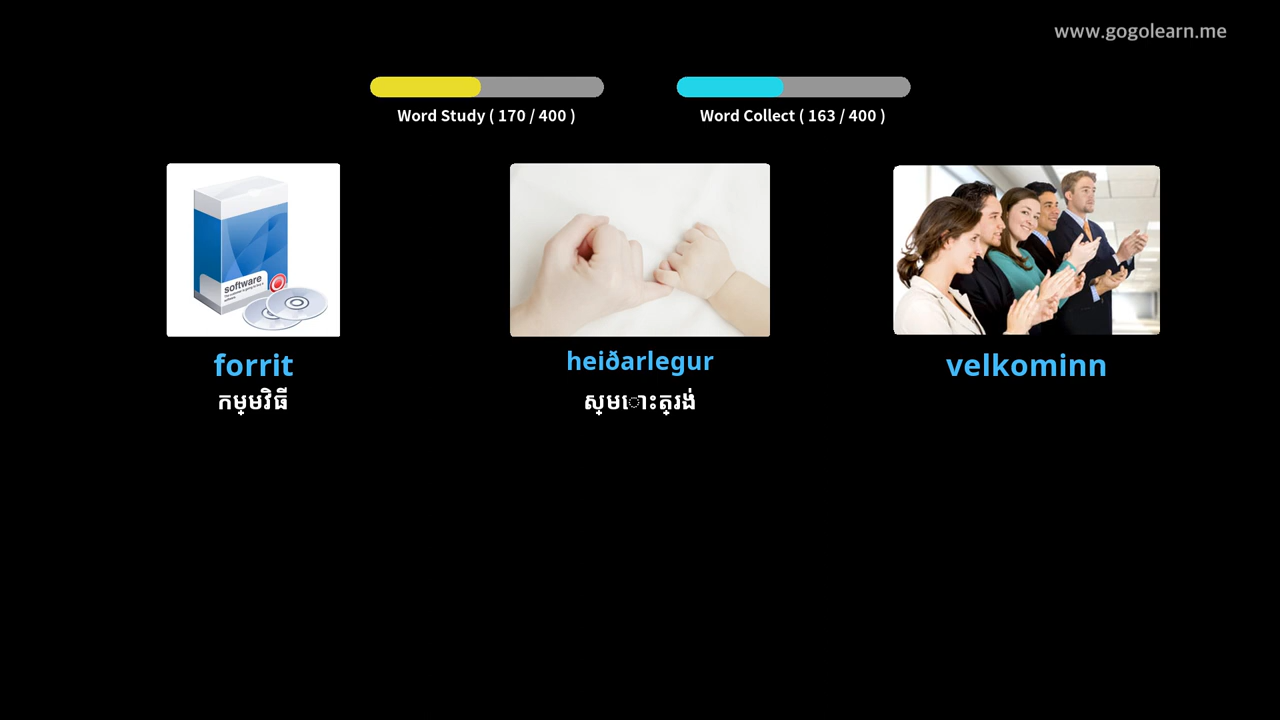 www.gogolearn.me
Word Study ( 170 / 400 )
Word Collect ( 163 / 400 )
software
forrit
heiðarlegur
velkominn
កម្មវិធី
ស្មោះត្រង់